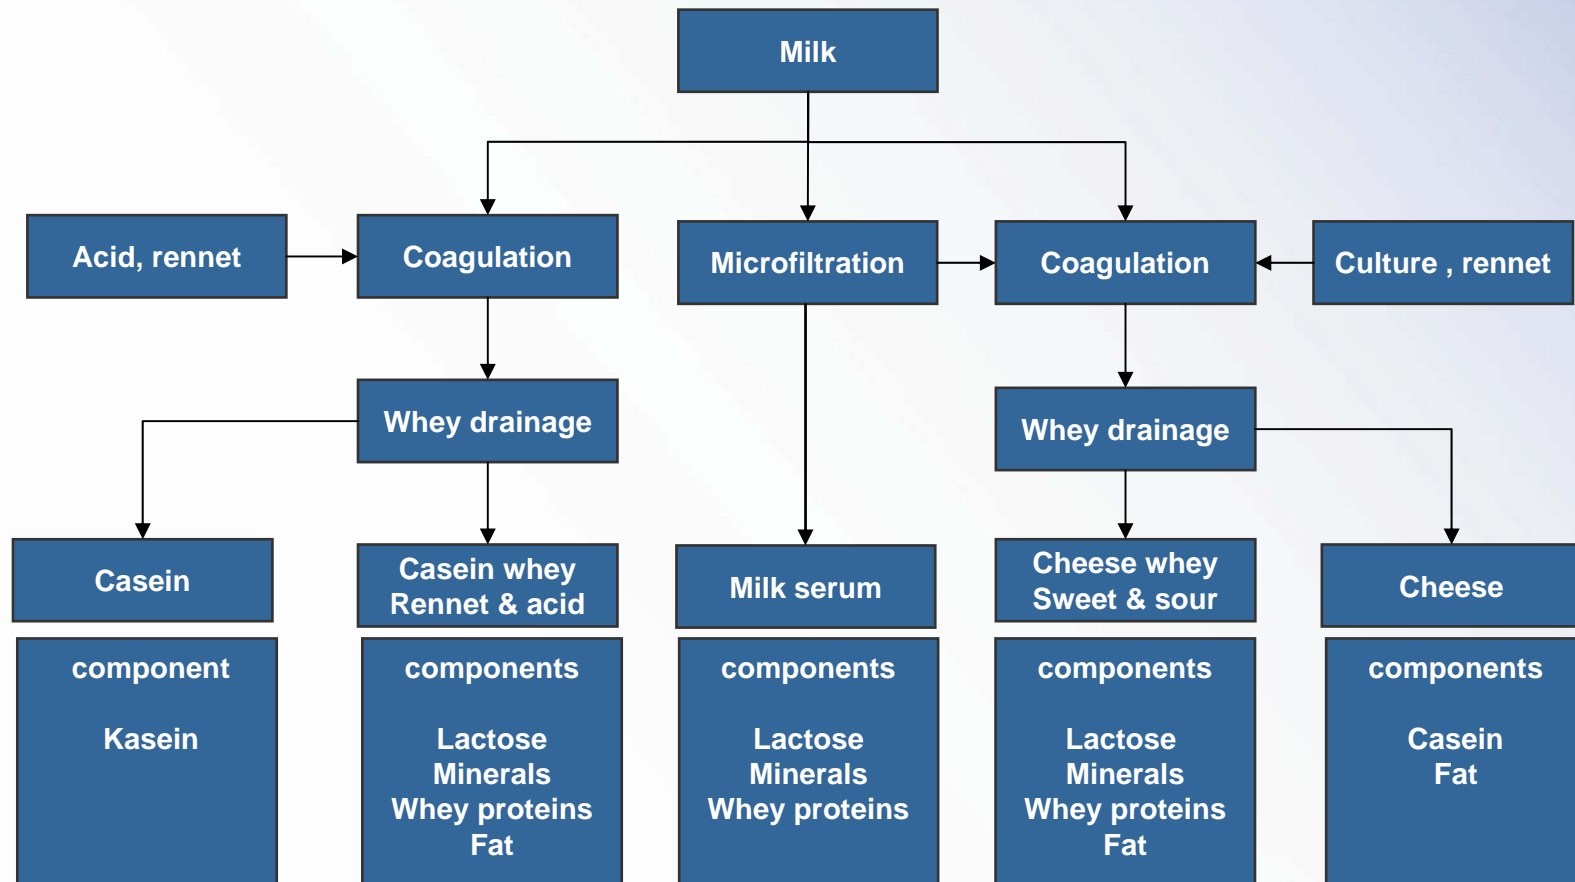 Milk
Acid, rennet
Coagulation
Microfiltration
Coagulation
Culture , rennet
Whey drainage
Whey drainage
Casein
Casein whey
Rennet & acid
Milk serum
Cheese whey
Sweet & sour
Cheese
component
Kasein
components
Lactose
Minerals
Whey proteins
Fat
components
Lactose
Minerals
Whey proteins
components
Lactose
Minerals
Whey proteins
Fat
components
Casein
Fat